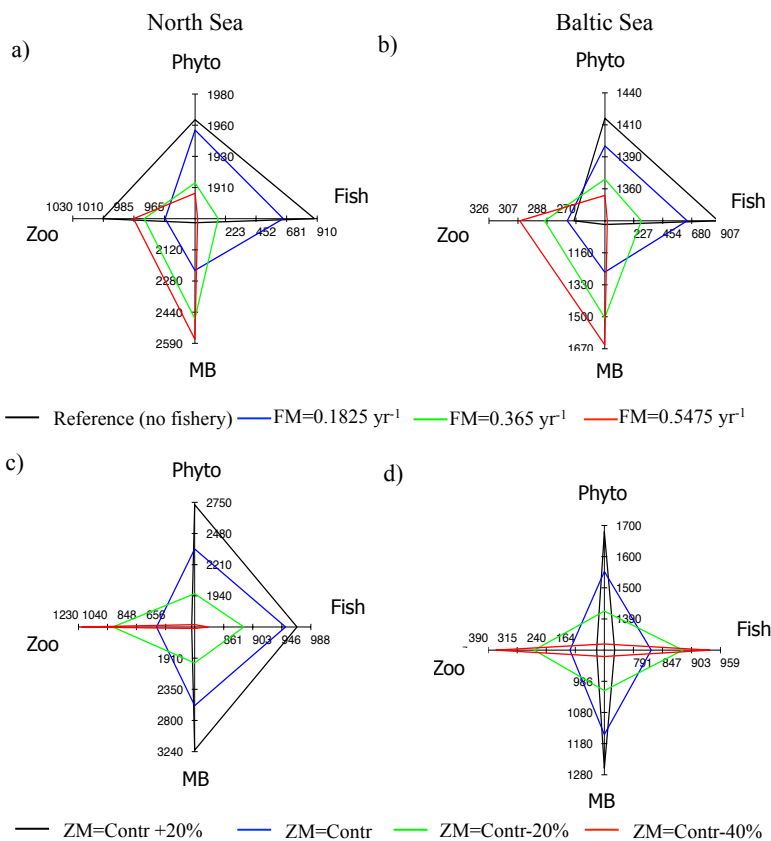 North Sea
Baltic Sea
a)
b)
Phyto
Phyto
1980
1960
1930
1910
Fish
1030 1010 985 965
223 452 681 910
Zoo
2120
2280
2440
2590
MB
1440
1410
1390
1360
Fish
326 307 288 270
227 454 680 907
Zoo
1160
1330
1500
1670
MB
Reference (no fishery) FM=0.1825 yr⁻¹ FM=0.365 yr⁻¹ FM=0.5475 yr⁻¹
c)
d)
Phyto
2750
2480
2210
1940
Fish
1230 1040 848 656
861 903 946 988
Zoo
1910
2350
2800
3240
MB
Phyto
1700
1600
1500
1390
Fish
390 315 240 164
791 847 903 959
Zoo
986
1080
1180
1280
MB
ZM=Contr +20% ZM=Contr ZM=Contr-20% ZM=Contr-40%